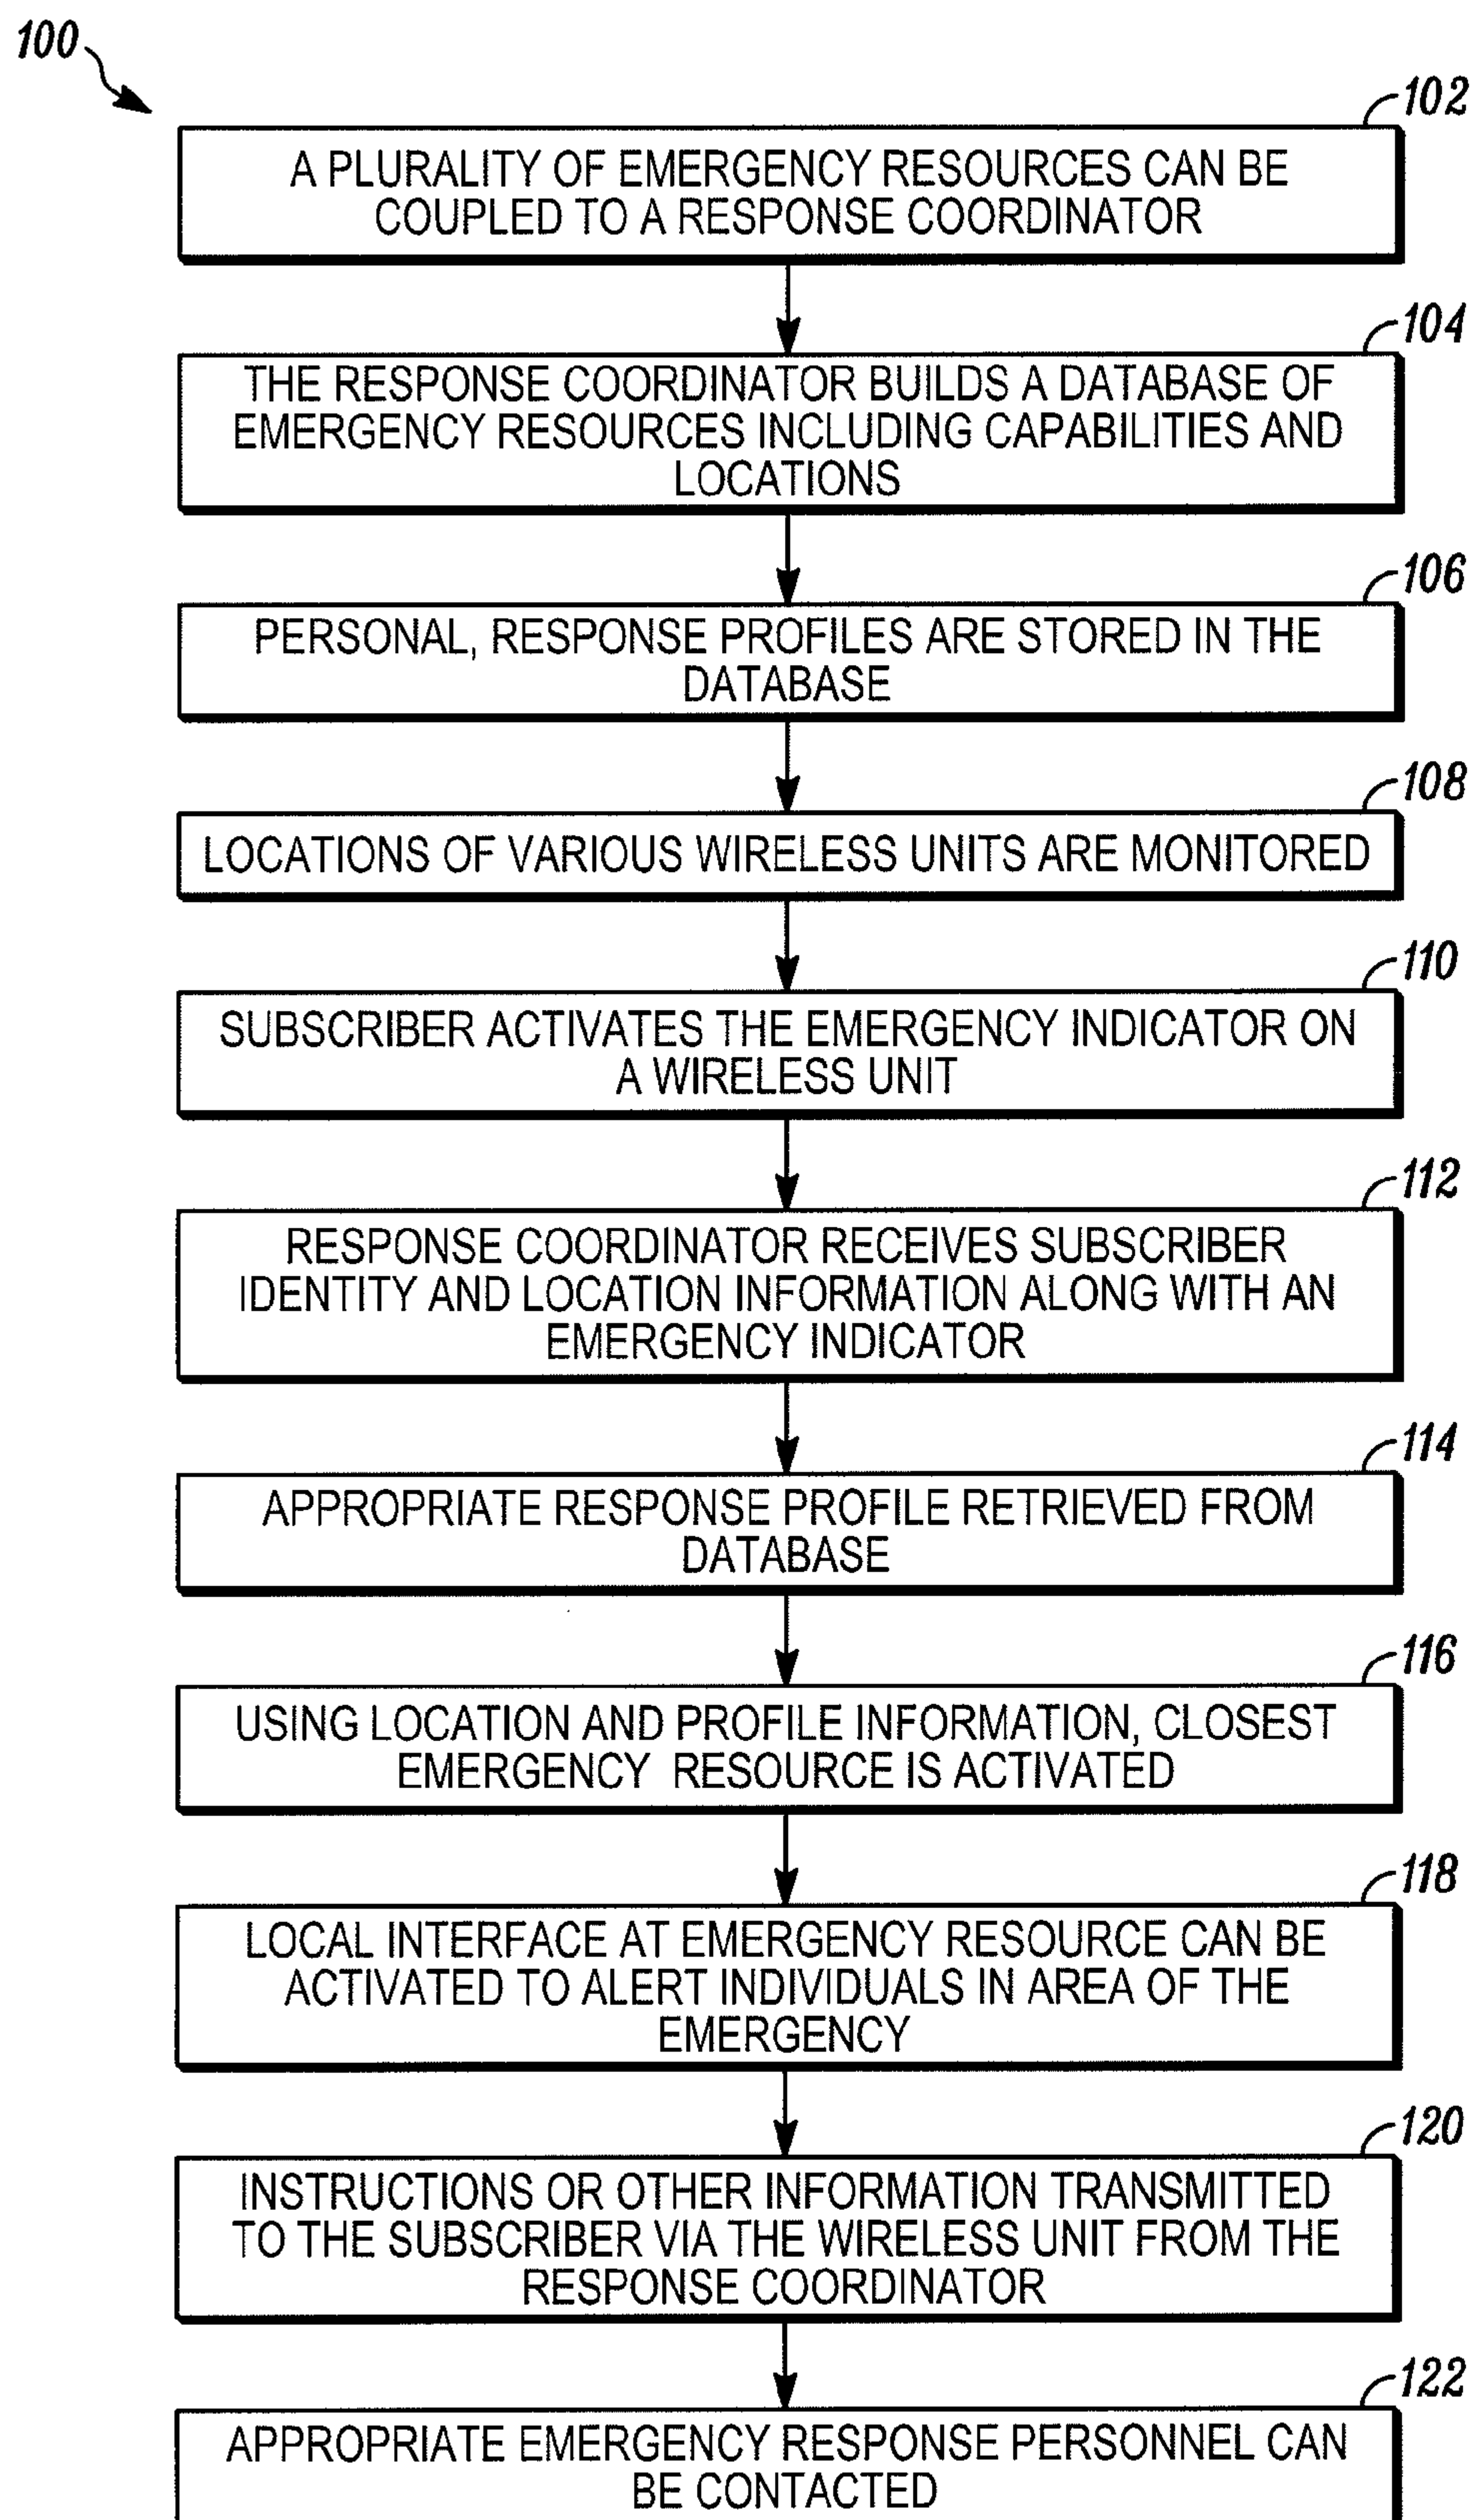 100
102
A PLURALITY OF EMERGENCY RESOURCES CAN BE
COUPLED TO A RESPONSE COORDINATOR
104
THE RESPONSE COORDINATOR BUILDS A DATABASE OF
EMERGENCY RESOURCES INCLUDING CAPABILITIES AND
LOCATIONS
106
PERSONAL, RESPONSE PROFILES ARE STORED IN THE
DATABASE
108
LOCATIONS OF VARIOUS WIRELESS UNITS ARE MONITORED
110
SUBSCRIBER ACTIVATES THE EMERGENCY INDICATOR ON
A WIRELESS UNIT
112
RESPONSE COORDINATOR RECEIVES SUBSCRIBER
IDENTITY AND LOCATION INFORMATION ALONG WITH AN
EMERGENCY INDICATOR
114
APPROPRIATE RESPONSE PROFILE RETRIEVED FROM
DATABASE
116
USING LOCATION AND PROFILE INFORMATION, CLOSEST
EMERGENCY RESOURCE IS ACTIVATED
118
LOCAL INTERFACE AT EMERGENCY RESOURCE CAN BE
ACTIVATED TO ALERT INDIVIDUALS IN AREA OF THE
EMERGENCY
120
INSTRUCTIONS OR OTHER INFORMATION TRANSMITTED
TO THE SUBSCRIBER VIA THE WIRELESS UNIT FROM THE
RESPONSE COORDINATOR
122
APPROPRIATE EMERGENCY RESPONSE PERSONNEL CAN
BE CONTACTED